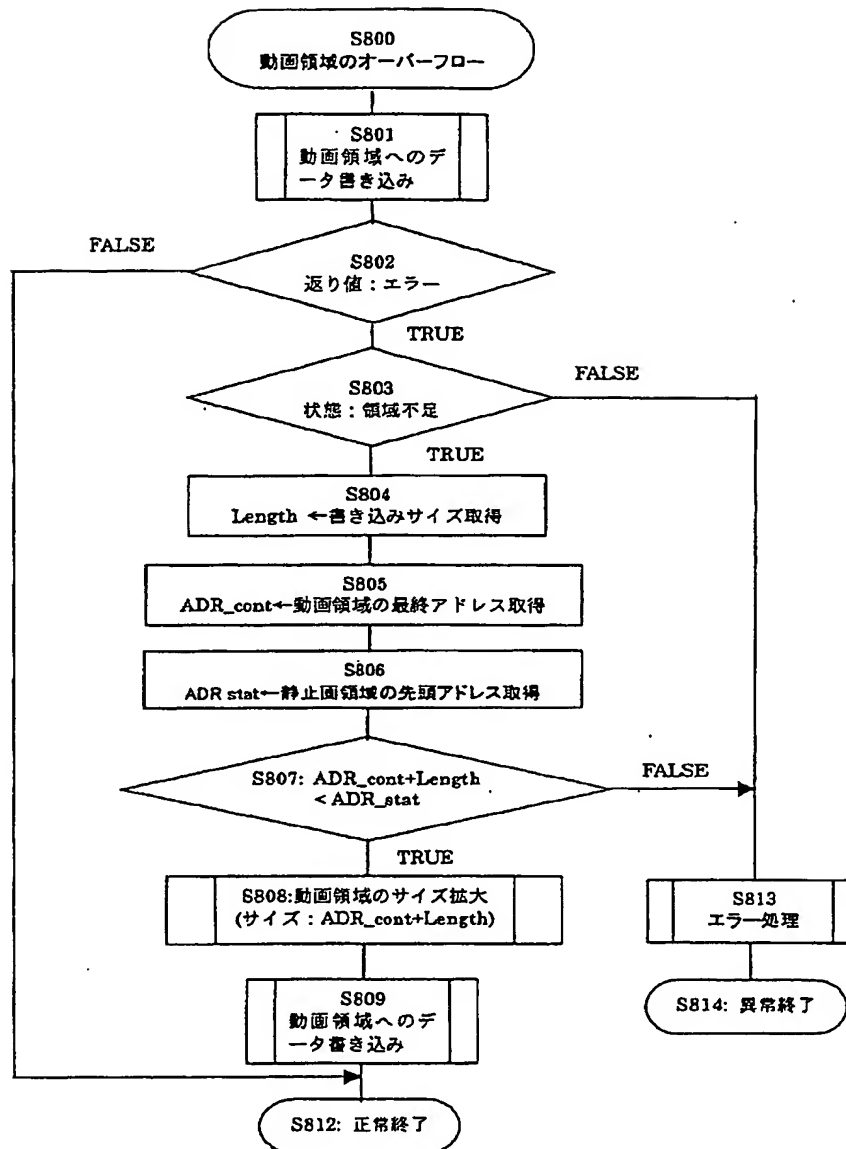 S800
動画領域のオーバーフロー
S801
動画領域へのデ
ータ書き込み
FALSE
S802
返り値：エラー
TRUE
S803
状態：領域不足
FALSE
TRUE
S804
Length ←書き込みサイズ取得
S805
ADR_cont←動画領域の最終アドレス取得
S806
ADR stat←静止画領域の先頭アドレス取得
S807: ADR_cont+Length
< ADR_stat
FALSE
TRUE
S808:動画領域のサイズ拡大
(サイズ：ADR_cont+Length)
S813
エラー処理
S809
動画領域へのデ
ータ書き込み
S814: 異常終了
S812: 正常終了